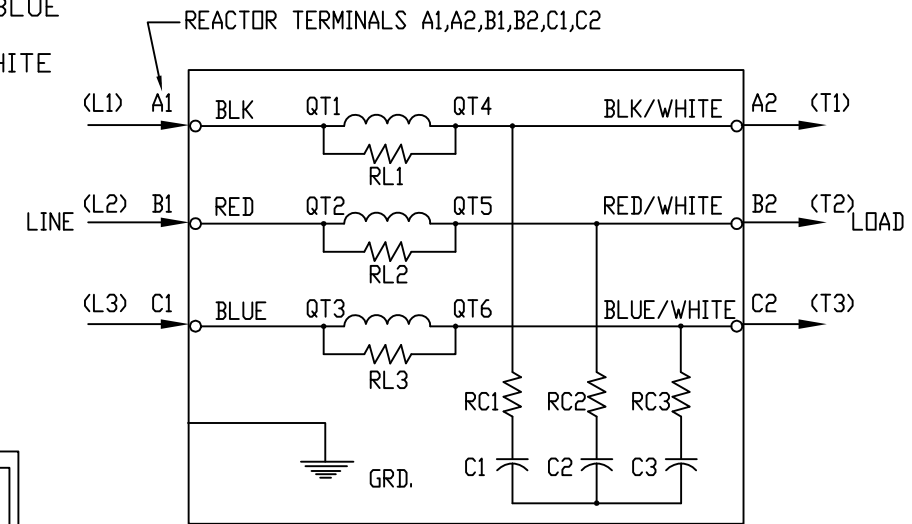 BLUE
REACTOR TERMINALS A1,A2,B1,B2,C1,C2
WHITE
(L1) A1 BLK QT1 QT4 BLK/WHITE A2 (T1)
RL1
(L2) B1 RED QT2 QT5 RED/WHITE B2 (T2)
LINE LOAD
RL2
(L3) C1 BLUE QT3 QT6 BLUE/WHITE C2 (T3)
RL3
RC1 RC2 RC3
C1 C2 C3
GRD.